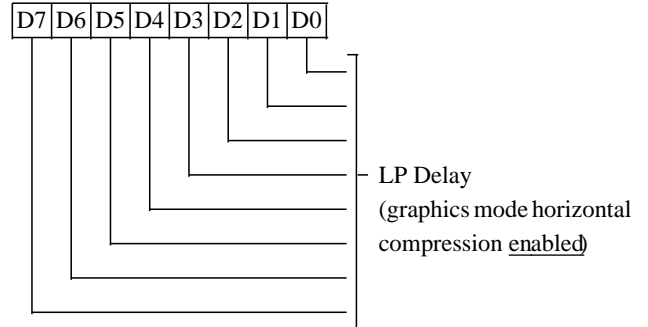 D7 D6 D5 D4 D3 D2 D1 D0
LP Delay
(graphics mode horizontal
compression enabled)